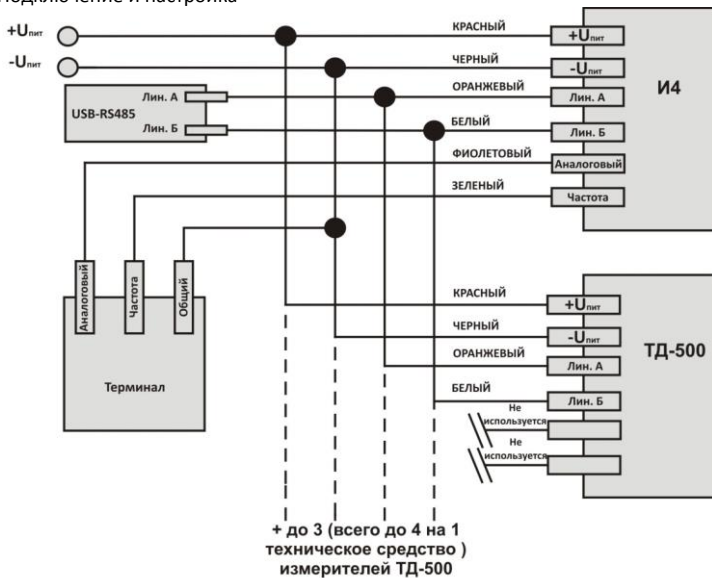 Подключение и настройка
+Uпит
-Uпит
USB-RS485
Лин. А
Лин. Б
КРАСНЫЙ
ЧЕРНЫЙ
ОРАНЖЕВЫЙ
БЕЛЫЙ
ФИОЛЕТОВЫЙ
ЗЕЛЕНЫЙ
+Uпит
-Uпит
Лин. А
Лин. Б
Аналоговый
Частота
И4
Аналоговый
Частота
Общий
Терминал
КРАСНЫЙ
ЧЕРНЫЙ
ОРАНЖЕВЫЙ
БЕЛЫЙ
Не
используется
Не
используется
+Uпит
-Uпит
Лин. А
Лин. Б
ТД-500
+ до 3 (всего до 4 на 1
техническое средство )
измерителей ТД-500